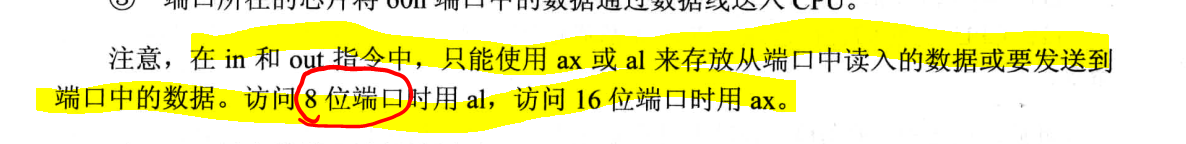 ③ 端口所在的芯片将 60h 端口中的数据通过数据线送入 CPU。
注意，在 in 和 out 指令中，只能使用 ax 或 al 来存放从端口中读入的数据或要发送到
端口中的数据。访问 8 位端口时用 al，访问 16 位端口时用 ax。